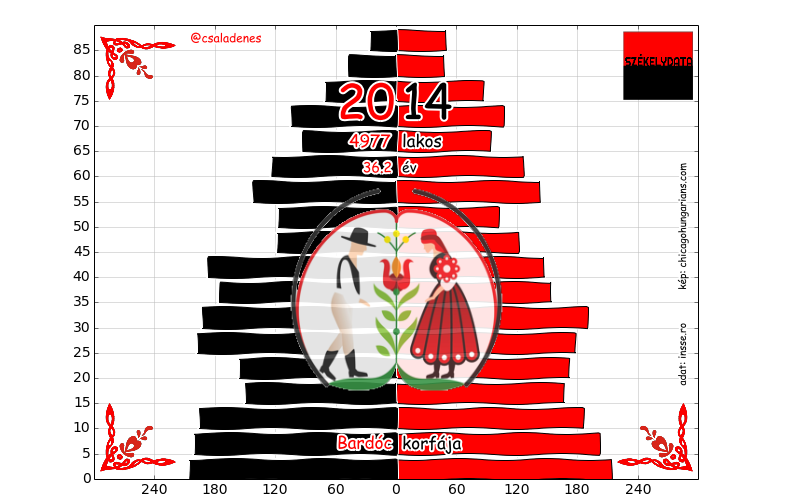 @csaladenes
SZÉKELYDATA
2014
4977 lakos
36,2 év
kép: chicagohungarians.com
adat: insse.ro
Bardóc korfája
85
80
75
70
65
60
55
50
45
40
35
30
25
20
15
10
5
0
240 180 120 60 0 60 120 180 240